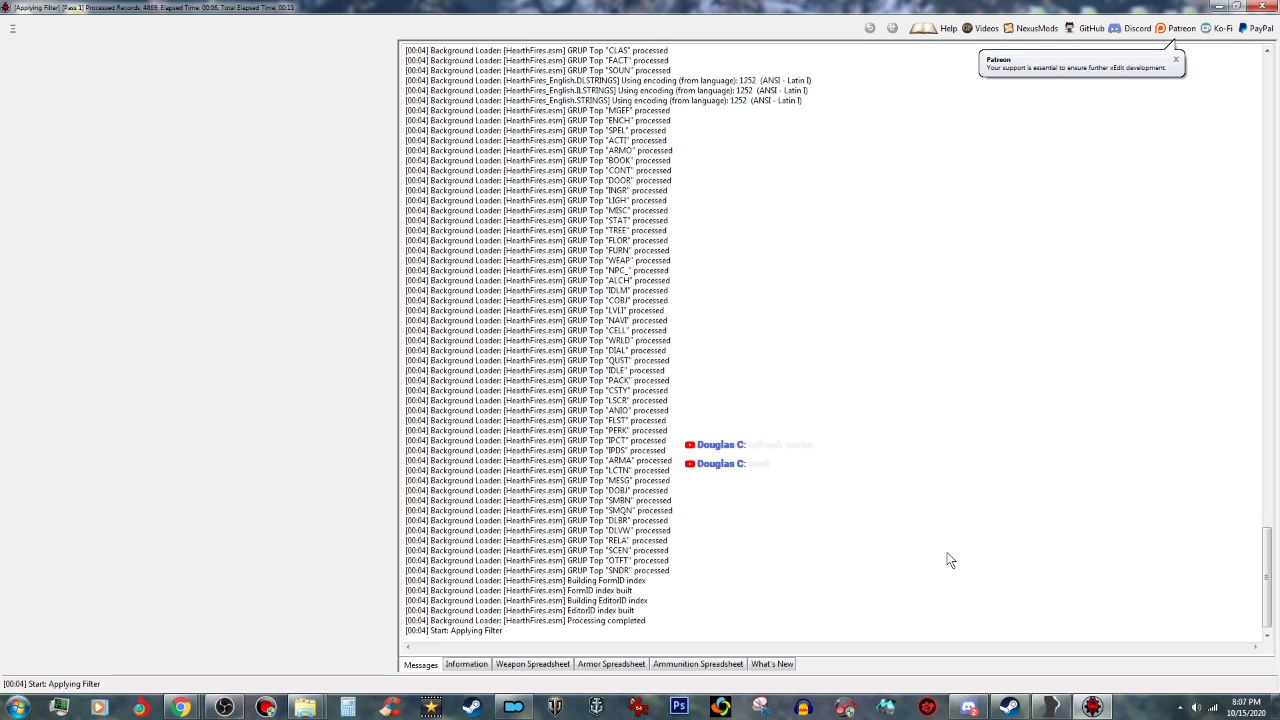 [Applying Filter] [Pass 1] Processed Records: 4869, Elapsed Time: 00:06, Total Elapsed Time: 00:11
Help Videos NexusMods GitHub Discord Patreon Ko-Fi PayPal
Patreon
Your support is essential to ensure further xEdit development.
[00:04] Background Loader: [HearthFires.esm] GRUP Top "CLAS" processed
[00:04] Background Loader: [HearthFires.esm] GRUP Top "FACT" processed
[00:04] Background Loader: [HearthFires.esm] GRUP Top "SOUN" processed
[00:04] Background Loader: [HearthFires_English.DLSTRINGS] Using encoding (from language): 1252 (ANSI - Latin I)
[00:04] Background Loader: [HearthFires_English.ILSTRINGS] Using encoding (from language): 1252 (ANSI - Latin I)
[00:04] Background Loader: [HearthFires_English.STRINGS] Using encoding (from language): 1252 (ANSI - Latin I)
[00:04] Background Loader: [HearthFires.esm] GRUP Top "MGEF" processed
[00:04] Background Loader: [HearthFires.esm] GRUP Top "ENCH" processed
[00:04] Background Loader: [HearthFires.esm] GRUP Top "SPEL" processed
[00:04] Background Loader: [HearthFires.esm] GRUP Top "ACTI" processed
[00:04] Background Loader: [HearthFires.esm] GRUP Top "ARMO" processed
[00:04] Background Loader: [HearthFires.esm] GRUP Top "BOOK" processed
[00:04] Background Loader: [HearthFires.esm] GRUP Top "CONT" processed
[00:04] Background Loader: [HearthFires.esm] GRUP Top "DOOR" processed
[00:04] Background Loader: [HearthFires.esm] GRUP Top "INGR" processed
[00:04] Background Loader: [HearthFires.esm] GRUP Top "LIGH" processed
[00:04] Background Loader: [HearthFires.esm] GRUP Top "MISC" processed
[00:04] Background Loader: [HearthFires.esm] GRUP Top "STAT" processed
[00:04] Background Loader: [HearthFires.esm] GRUP Top "TREE" processed
[00:04] Background Loader: [HearthFires.esm] GRUP Top "FLOR" processed
[00:04] Background Loader: [HearthFires.esm] GRUP Top "FURN" processed
[00:04] Background Loader: [HearthFires.esm] GRUP Top "WEAP" processed
[00:04] Background Loader: [HearthFires.esm] GRUP Top "NPC_" processed
[00:04] Background Loader: [HearthFires.esm] GRUP Top "ALCH" processed
[00:04] Background Loader: [HearthFires.esm] GRUP Top "IDLM" processed
[00:04] Background Loader: [HearthFires.esm] GRUP Top "COBJ" processed
[00:04] Background Loader: [HearthFires.esm] GRUP Top "LVLI" processed
[00:04] Background Loader: [HearthFires.esm] GRUP Top "NAVI" processed
[00:04] Background Loader: [HearthFires.esm] GRUP Top "CELL" processed
[00:04] Background Loader: [HearthFires.esm] GRUP Top "WRLD" processed
[00:04] Background Loader: [HearthFires.esm] GRUP Top "DIAL" processed
[00:04] Background Loader: [HearthFires.esm] GRUP Top "QUST" processed
[00:04] Background Loader: [HearthFires.esm] GRUP Top "IDLE" processed
[00:04] Background Loader: [HearthFires.esm] GRUP Top "PACK" processed
[00:04] Background Loader: [HearthFires.esm] GRUP Top "CSTY" processed
[00:04] Background Loader: [HearthFires.esm] GRUP Top "LSCR" processed
[00:04] Background Loader: [HearthFires.esm] GRUP Top "ANIO" processed
[00:04] Background Loader: [HearthFires.esm] GRUP Top "FLST" processed
[00:04] Background Loader: [HearthFires.esm] GRUP Top "PERK" processed
[00:04] Background Loader: [HearthFires.esm] GRUP Top "IPCT" processed
Douglas C:
[00:04] Background Loader: [HearthFires.esm] GRUP Top "IPDS" processed
[00:04] Background Loader: [HearthFires.esm] GRUP Top "ARMA" processed
Douglas C:
[00:04] Background Loader: [HearthFires.esm] GRUP Top "LCTN" processed
[00:04] Background Loader: [HearthFires.esm] GRUP Top "MESG" processed
[00:04] Background Loader: [HearthFires.esm] GRUP Top "DOBJ" processed
[00:04] Background Loader: [HearthFires.esm] GRUP Top "SMBN" processed
[00:04] Background Loader: [HearthFires.esm] GRUP Top "SMQN" processed
[00:04] Background Loader: [HearthFires.esm] GRUP Top "DLBR" processed
[00:04] Background Loader: [HearthFires.esm] GRUP Top "DLVW" processed
[00:04] Background Loader: [HearthFires.esm] GRUP Top "RELA" processed
[00:04] Background Loader: [HearthFires.esm] GRUP Top "SCEN" processed
[00:04] Background Loader: [HearthFires.esm] GRUP Top "OTFT" processed
[00:04] Background Loader: [HearthFires.esm] GRUP Top "SNDR" processed
[00:04] Background Loader: [HearthFires.esm] Building FormID index
[00:04] Background Loader: [HearthFires.esm] FormID index built
[00:04] Background Loader: [HearthFires.esm] Building EditorID index
[00:04] Background Loader: [HearthFires.esm] EditorID index built
[00:04] Background Loader: [HearthFires.esm] Processing completed
[00:04] Start: Applying Filter
Messages Information Weapon Spreadsheet Armor Spreadsheet Ammunition Spreadsheet What's New
[00:04] Start: Applying Filter
8:07 PM
10/15/2020